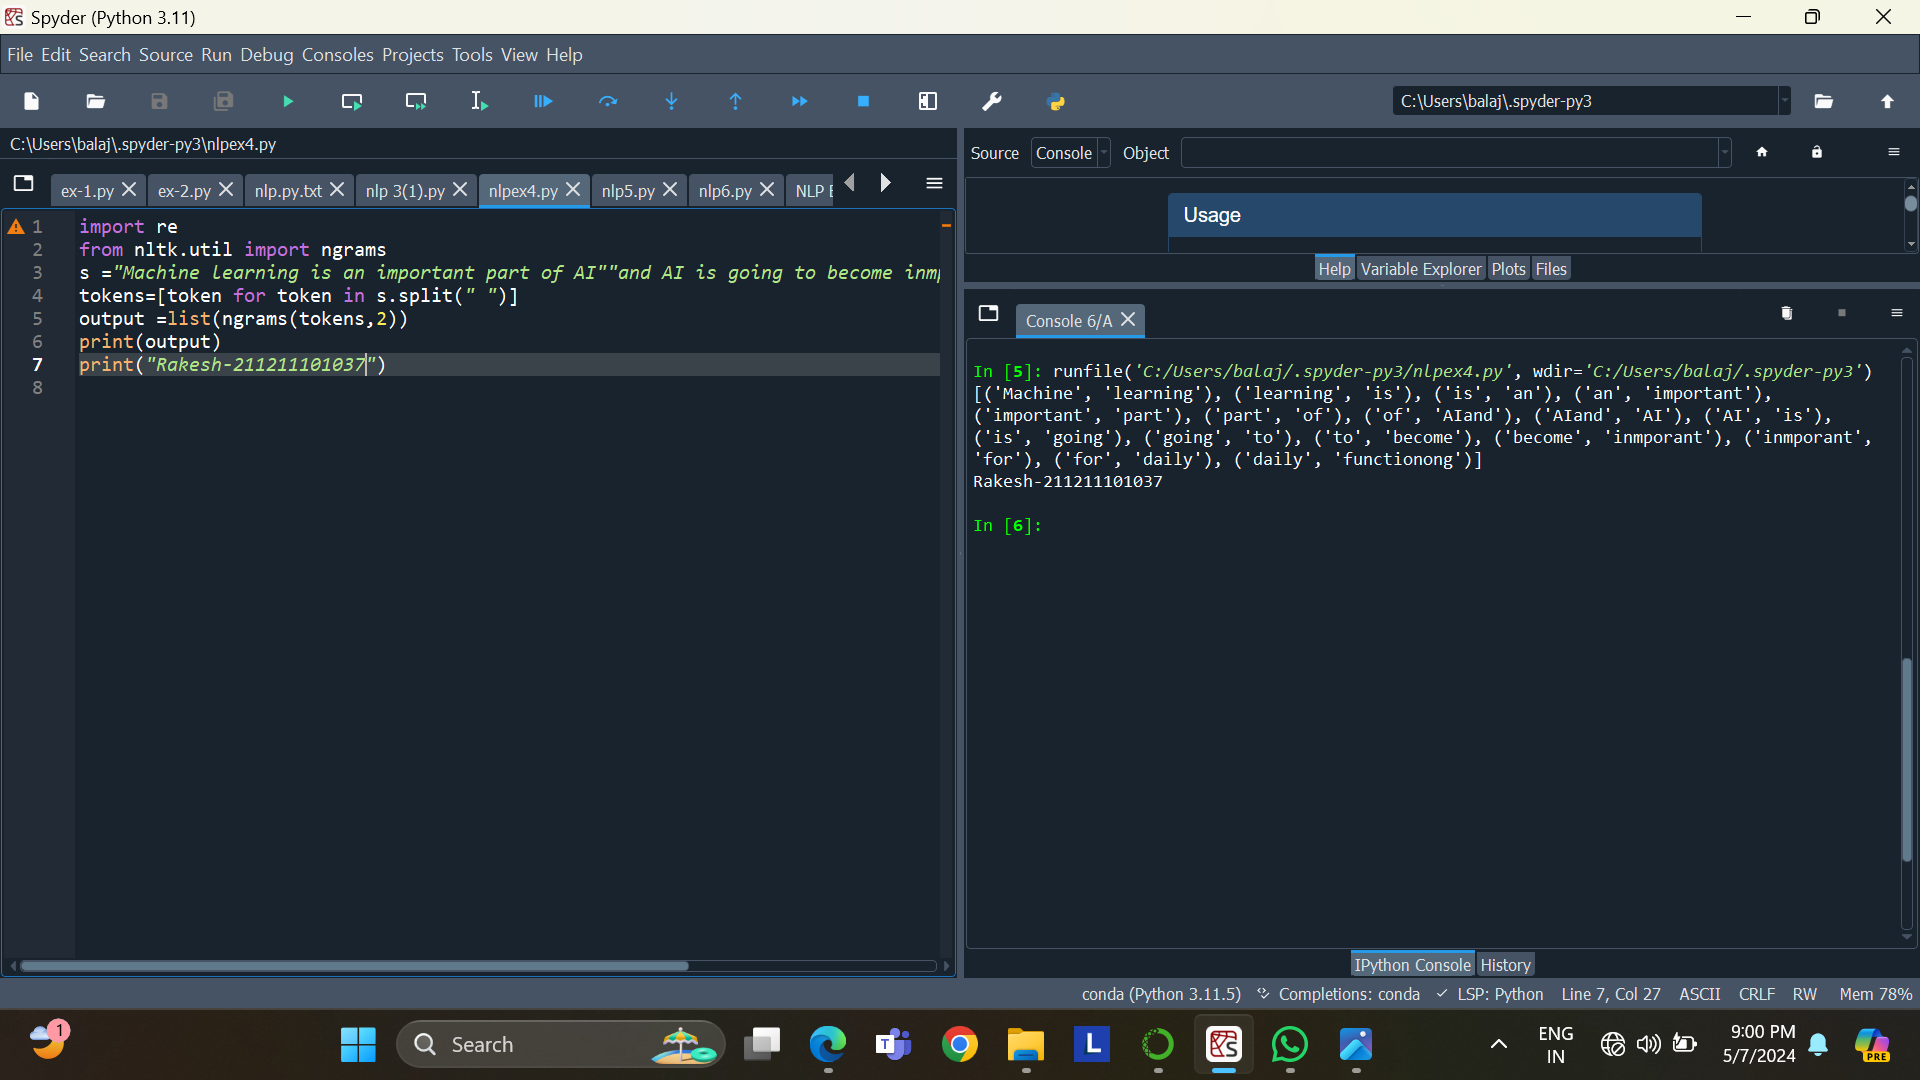 Spyder (Python 3.11)
File Edit Search Source Run Debug Consoles Projects Tools View Help
C:\Users\balaj\.spyder-py3
C:\Users\balaj\.spyder-py3\nlpex4.py
ex-1.py ex-2.py nlp.py.txt nlp 3(1).py nlpex4.py nlp5.py nlp6.py NLP E
1 import re
2 from nltk.util import ngrams
3 s ="Machine learning is an important part of AI""and AI is going to become inmp
4 tokens=[token for token in s.split(" ")]
5 output =list(ngrams(tokens,2))
6 print(output)
7 print("Rakesh-211211101037")
8
Source Console Object
Usage
Help Variable Explorer Plots Files
Console 6/A
In [5]: runfile('C:/Users/balaj/.spyder-py3/nlpex4.py', wdir='C:/Users/balaj/.spyder-py3')
[('Machine', 'learning'), ('learning', 'is'), ('is', 'an'), ('an', 'important'),
('important', 'part'), ('part', 'of'), ('of', 'AIand'), ('AIand', 'AI'), ('AI', 'is'),
('is', 'going'), ('going', 'to'), ('to', 'become'), ('become', 'inmporant'), ('inmporant',
'for'), ('for', 'daily'), ('daily', 'functionong')]
Rakesh-211211101037
In [6]:
IPython Console History
conda (Python 3.11.5) Completions: conda LSP: Python Line 7, Col 27 ASCII CRLF RW Mem 78%
1
Search
T
L
ENG
IN
9:00 PM
5/7/2024
PRE